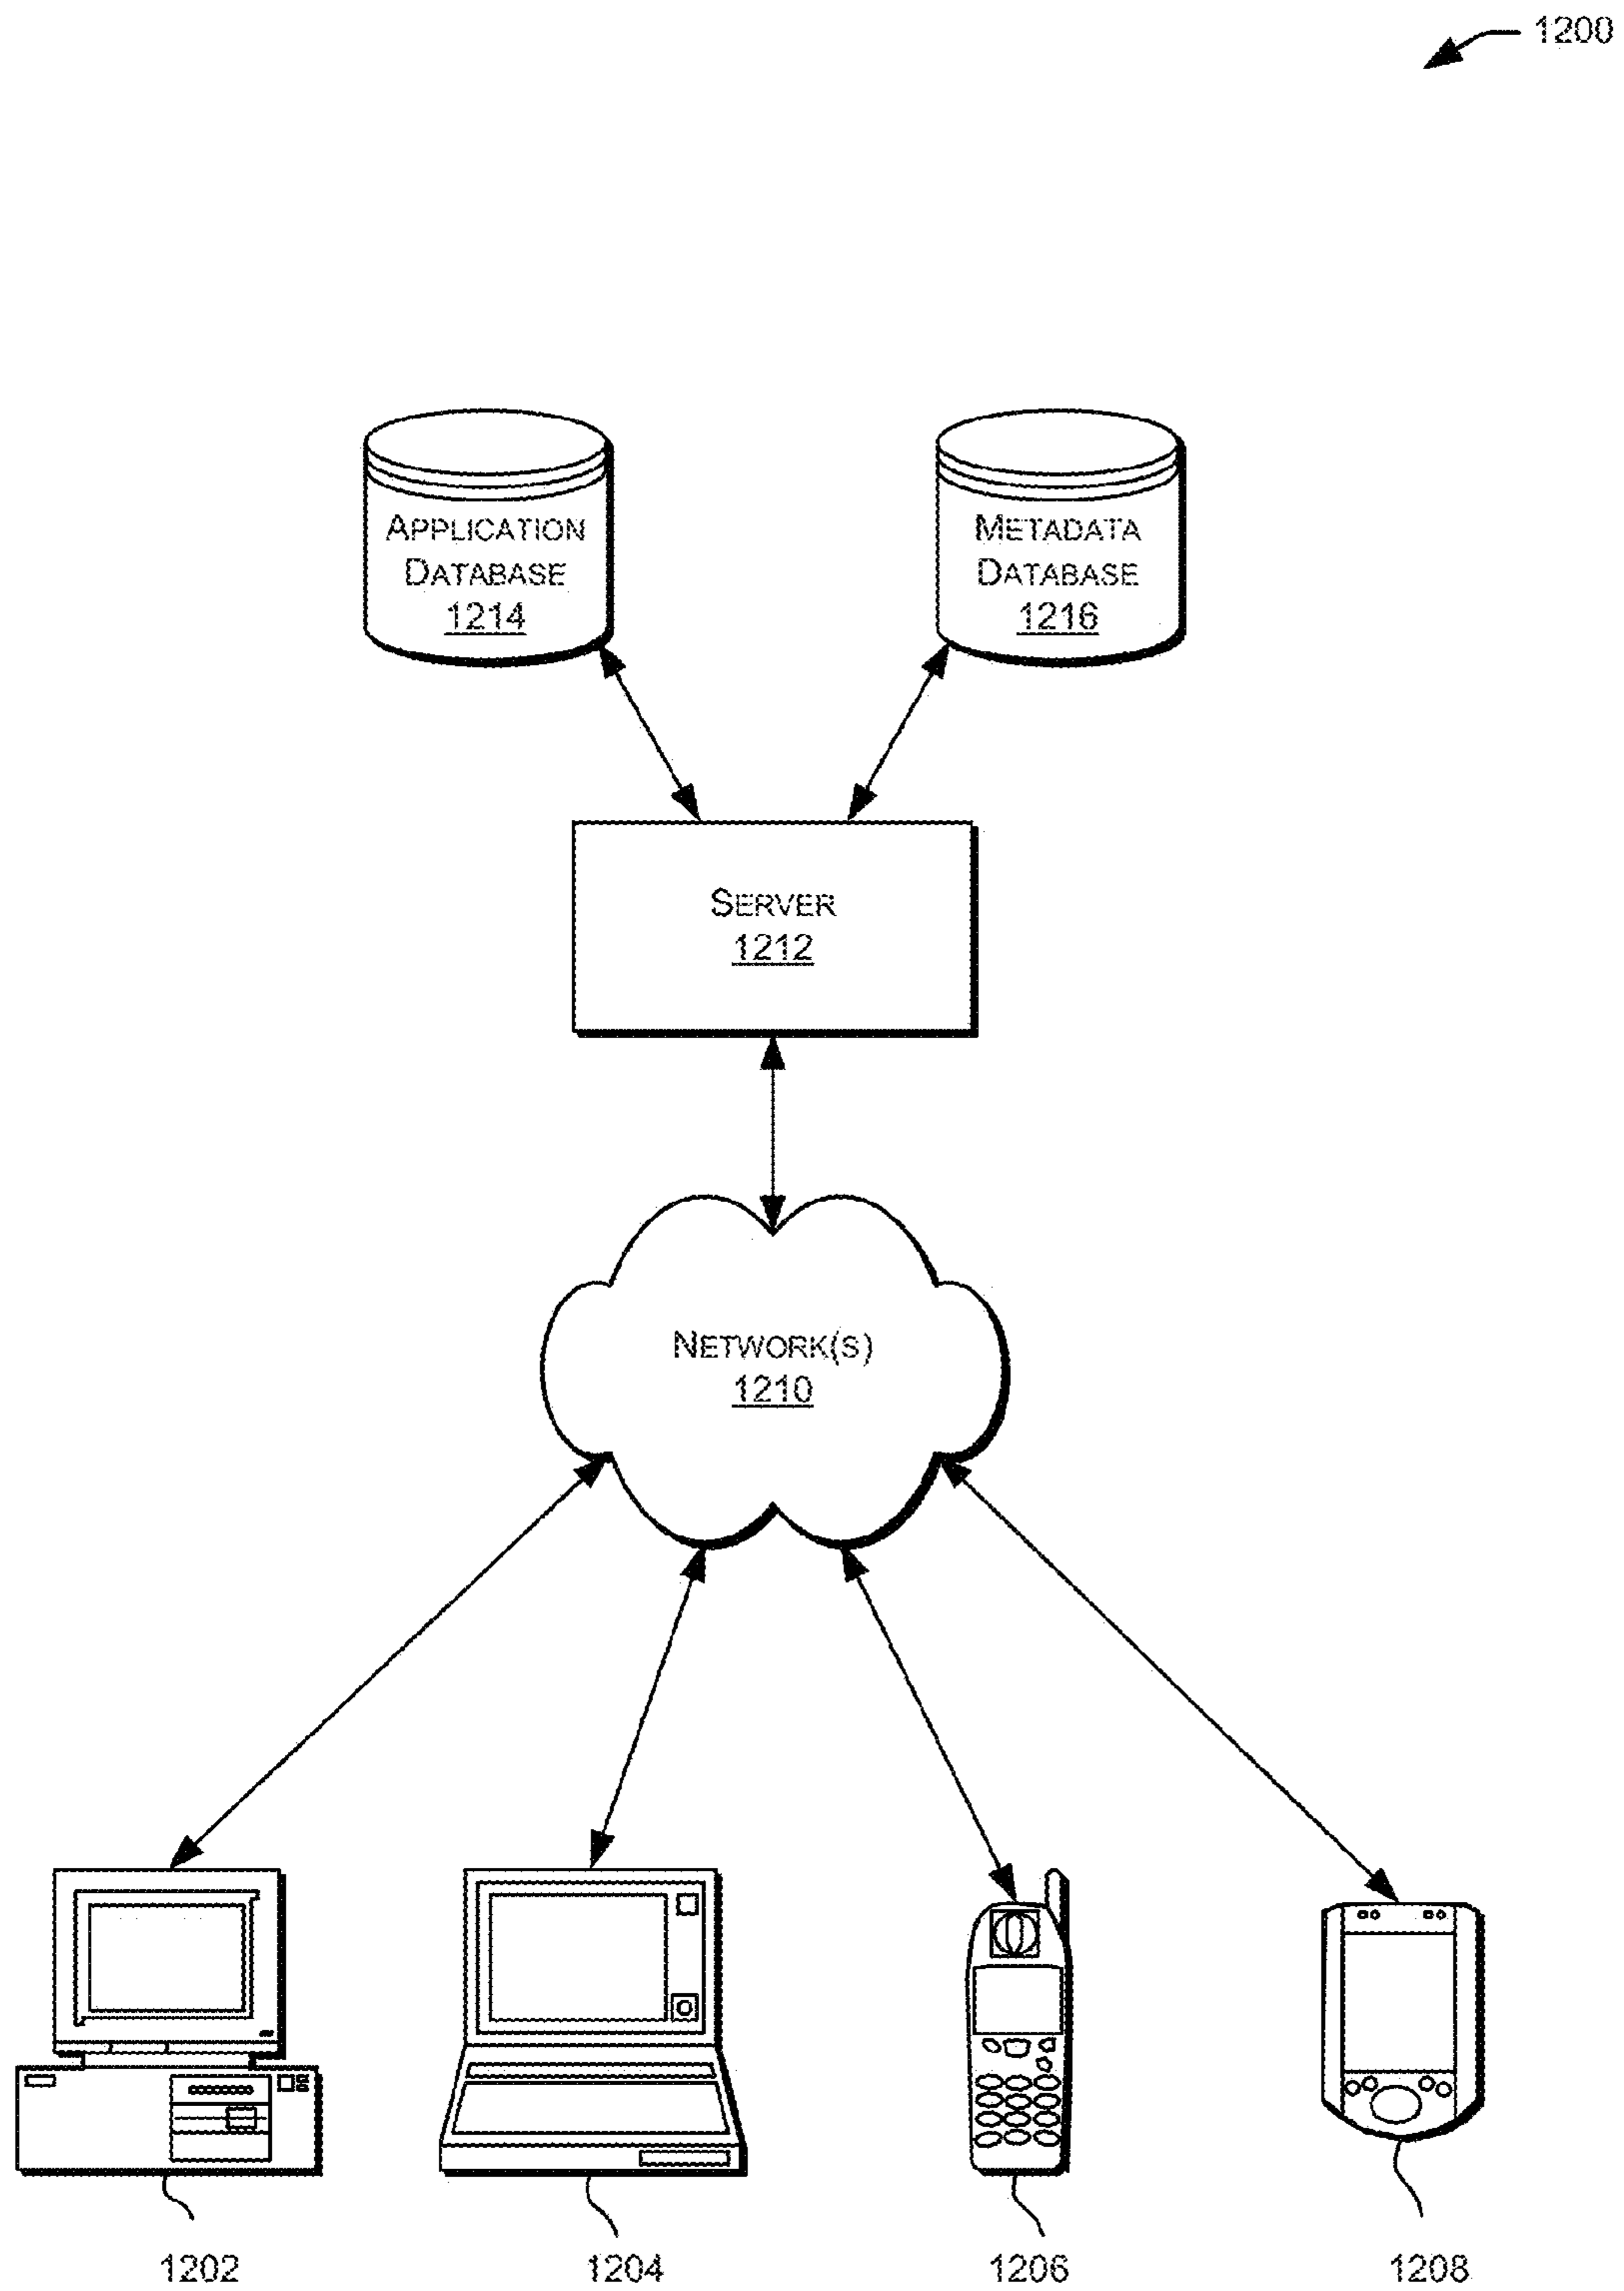 1200
APPLICATION
DATABASE
1214
METADATA
DATABASE
1216
SERVER
1212
NETWORK(S)
1210
1202
1204
1206
1208